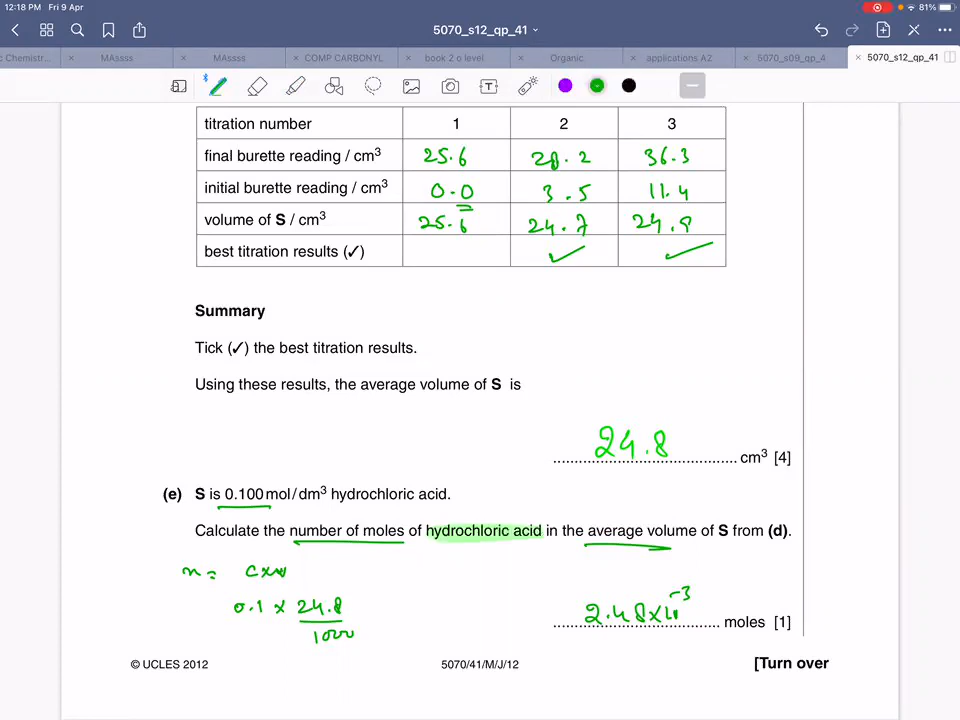 12:18 PM Fri 9 Apr
81%
5070_s12_qp_41
c Chemistr...
MAssss
MAssss
COMP CARBONYL
book 2 o level
Organic
applications A2
5070_s09_qp_4
5070_s12_qp_41
titration number 1 2 3
final burette reading / cm³ 25.6 28.2 36.3
initial burette reading / cm³ 0.0 3.5 11.4
volume of S / cm³ 25.6 24.7 24.9
best titration results (✓) ✓ ✓
Summary
Tick (✓) the best titration results.
Using these results, the average volume of S is
24.8
.......................................... cm³ [4]
(e) S is 0.100 mol/dm³ hydrochloric acid.
Calculate the number of moles of hydrochloric acid in the average volume of S from (d).
n = c×v
0.1 × 24.8
1000
2.48×10⁻³
...................................... moles [1]
© UCLES 2012
5070/41/M/J/12
[Turn over